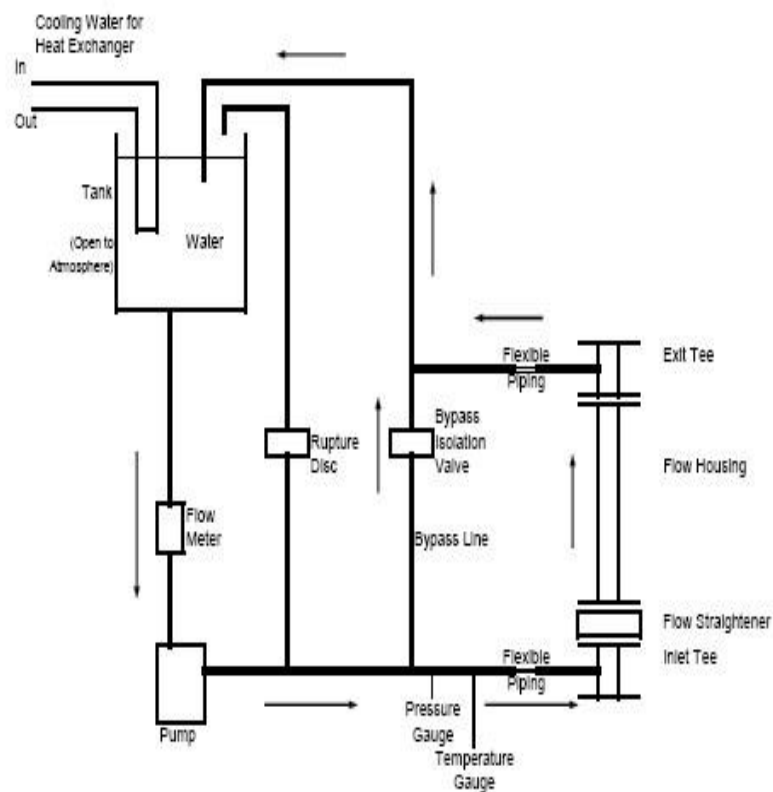 Cooling Water for
Heat Exchanger
In
Out
Tank
(Open to
Atmosphere)
Water
Flexible
Piping
Exit Tee
Rupture
Disc
Bypass
Isolation
Valve
Flow Housing
Flow
Meter
Bypass Line
Flow Straightener
Flexible
Piping
Inlet Tee
Pump
Pressure
Gauge
Temperature
Gauge